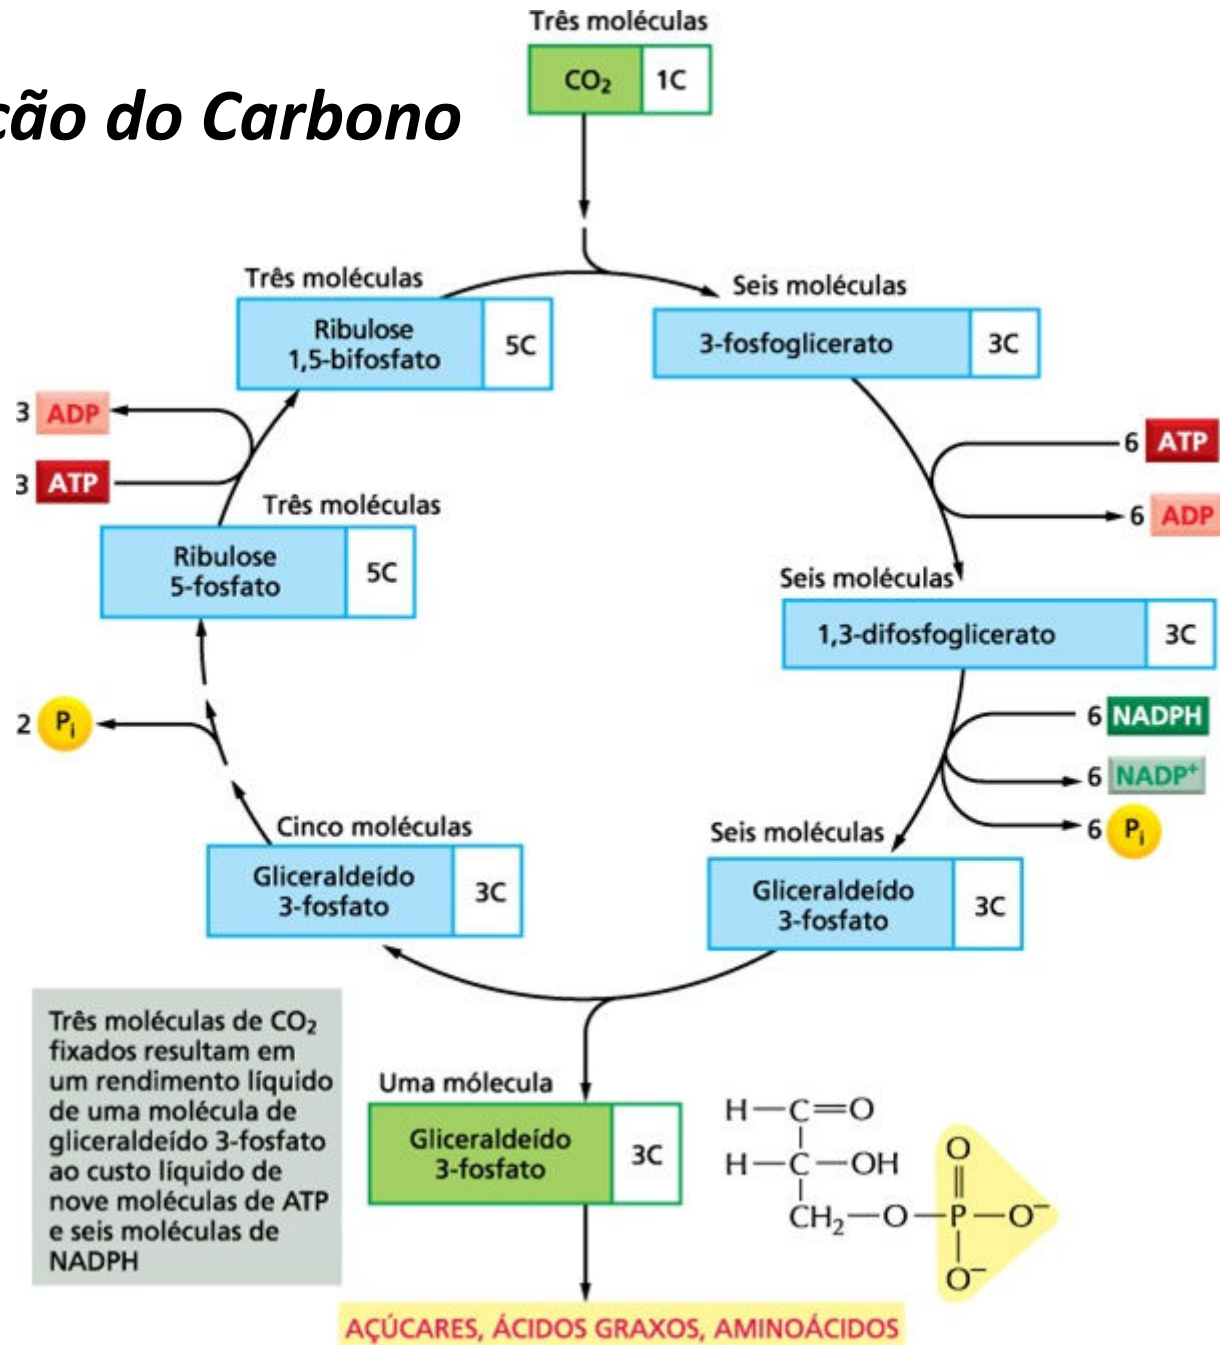 Três moléculas
CO₂ 1C
ção do Carbono
Três moléculas
Ribulose
1,5-bifosfato
5C
Seis moléculas
3-fosfoglicerato 3C
3 ADP
3 ATP
6 ATP
6 ADP
Três moléculas
Ribulose
5-fosfato
5C
Seis moléculas
1,3-difosfoglicerato 3C
2 Pi
6 NADPH
6 NADP⁺
6 Pi
Cinco moléculas
Gliceraldeído
3-fosfato
3C
Seis moléculas
Gliceraldeído
3-fosfato
3C
Três moléculas de CO₂
fixados resultam em
um rendimento líquido
de uma molécula de
gliceraldeído 3-fosfato
ao custo líquido de
nove moléculas de ATP
e seis moléculas de
NADPH
Uma mólecula
Gliceraldeído
3-fosfato
3C
H—C=O
H—C—OH
CH₂—O—P—O⁻
O
O⁻
AÇÚCARES, ÁCIDOS GRAXOS, AMINOÁCIDOS